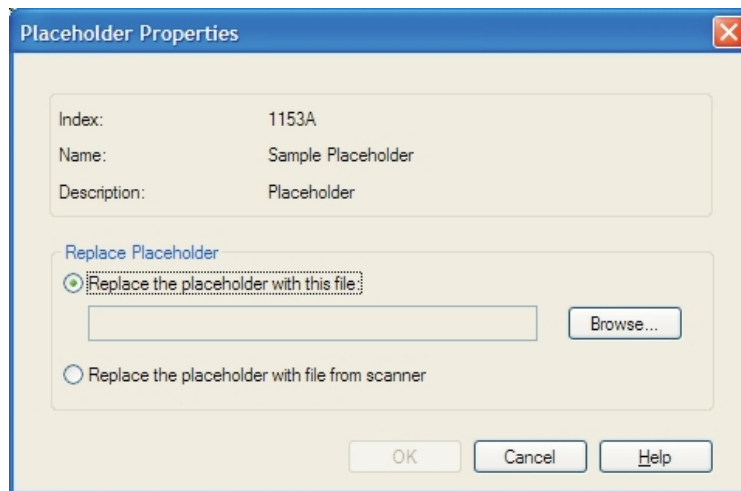 Placeholder Properties
Index: 1153A
Name: Sample Placeholder
Description: Placeholder
Replace Placeholder
Replace the placeholder with this file:
Browse...
Replace the placeholder with file from scanner
OK Cancel Help